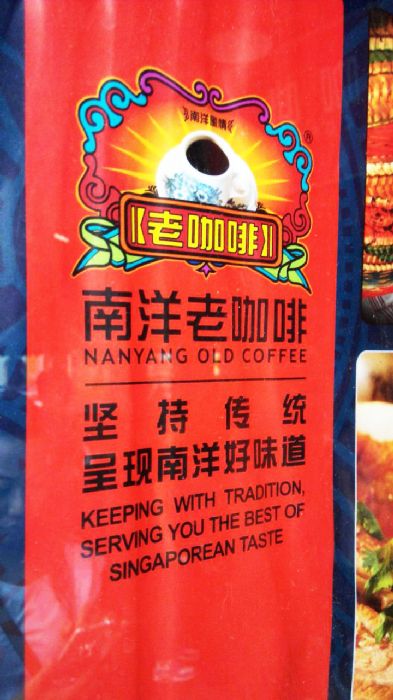 南洋風情
®
《老咖啡》
南洋老咖啡
NANYANG OLD COFFEE
坚持传统
呈现南洋好味道
KEEPING WITH TRADITION,
SERVING YOU THE BEST OF
SINGAPOREAN TASTE